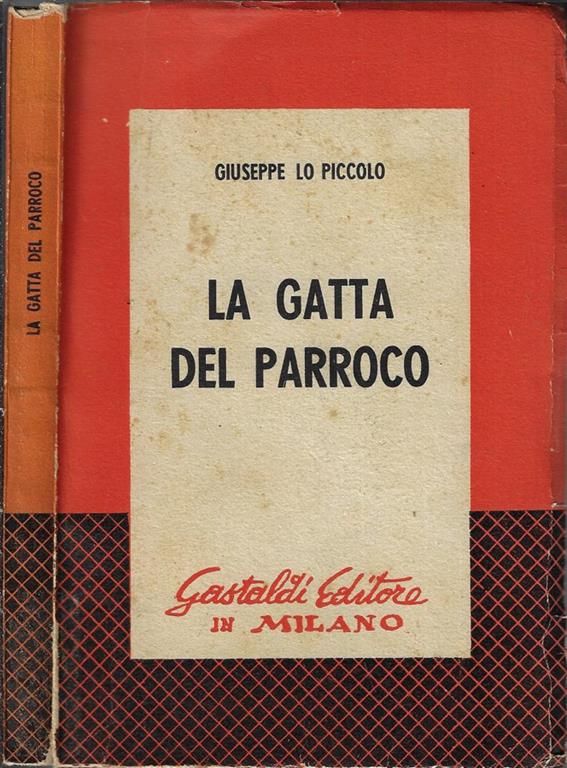 LA GATTA DEL PARROCO
GIUSEPPE LO PICCOLO
LA GATTA
DEL PARROCO
Gastaldi Editore
IN MILANO